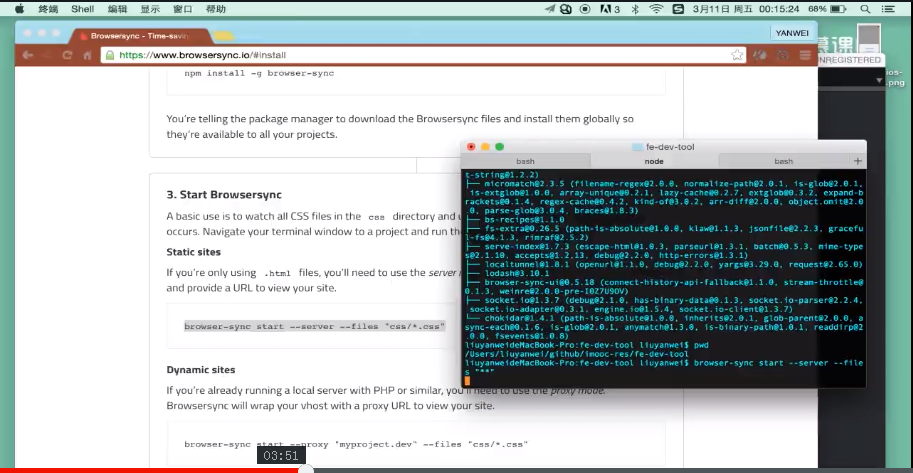 终端 Shell 编辑 显示 窗口 帮助
3 3月11日 周五 00:15:24 68%
Browsersync - Time-savin
YANWEI
https://www.browsersync.io/#install
慕课
UNREGISTERED
ios-
.png
npm install -g browser-sync
You're telling the package manager to download the Browsersync files and install them globally so
they're available to all your projects.
3. Start Browsersync
A basic use is to watch all CSS files in the css directory and u
occurs. Navigate your terminal window to a project and run the
Static sites
If you're only using .html files, you'll need to use the server
and provide a URL to view your site.
browser-sync start --server --files "css/*.css"
Dynamic sites
If you're already running a local server with PHP or similar, you'll need to use the proxy mode.
Browsersync will wrap your vhost with a proxy URL to view your site.
browser-sync start --proxy "myproject.dev" --files "css/*.css"
fe-dev-tool
bash node bash +
t-string@1.2.2)
├── micromatch@2.3.5 (filename-regex@2.0.0, normalize-path@2.0.1, is-glob@2.0.1,
is-extglob@1.0.0, array-unique@0.2.1, lazy-cache@0.2.7, extglob@0.3.2, expand-b
rackets@0.1.4, regex-cache@0.4.2, kind-of@3.0.2, arr-diff@2.0.0, object.omit@2.0
.0, parse-glob@3.0.4, braces@1.8.3)
├── bs-recipes@1.1.0
├── fs-extra@0.26.5 (path-is-absolute@1.0.0, klaw@1.1.3, jsonfile@2.2.3, gracefu
l-fs@4.1.3, rimraf@2.5.2)
├── serve-index@1.7.3 (escape-html@1.0.3, parseurl@1.3.1, batch@0.5.3, mime-type
s@2.1.10, accepts@1.2.13, debug@2.2.0, http-errors@1.3.1)
├── localtunnel@1.8.1 (openurl@1.1.0, debug@2.2.0, yargs@3.29.0, request@2.65.0)
├── lodash@3.10.1
├── browser-sync-ui@0.5.18 (connect-history-api-fallback@1.1.0, stream-throttle@
0.1.3, weinre@2.0.0-pre-I0Z7U9OV)
├── socket.io@1.3.7 (debug@2.1.0, has-binary-data@0.1.3, socket.io-parser@2.2.4,
socket.io-adapter@0.3.1, engine.io@1.5.4, socket.io-client@1.3.7)
└── chokidar@1.4.1 (path-is-absolute@1.0.0, inherits@2.0.1, glob-parent@2.0.0, a
sync-each@0.1.6, is-glob@2.0.1, anymatch@1.3.0, is-binary-path@1.0.1, readdirp@2
.0.0, fsevents@1.0.8)
liuyanweideMacBook-Pro:fe-dev-tool liuyanwei$ pwd
/Users/liuyanwei/github/imooc-res/fe-dev-tool
liuyanweideMacBook-Pro:fe-dev-tool liuyanwei$ browser-sync start --server --file
s "**"
03:51